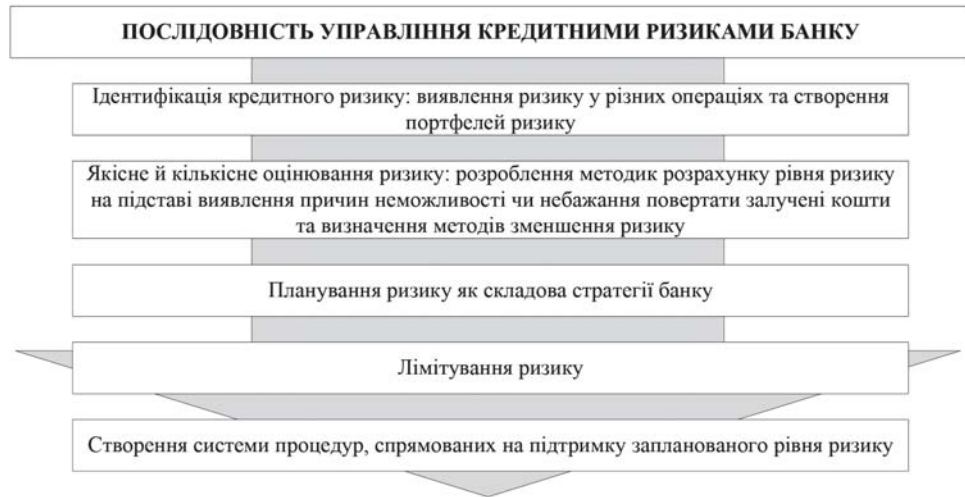 ПОСЛІДОВНІСТЬ УПРАВЛІННЯ КРЕДИТНИМИ РИЗИКАМИ БАНКУ
Ідентифікація кредитного ризику: виявлення ризику у різних операціях та створення
портфелей ризику
Якісне й кількісне оцінювання ризику: розроблення методик розрахунку рівня ризику
на підставі виявлення причин неможливості чи небажання повертати залучені кошти
та визначення методів зменшення ризику
Планування ризику як складова стратегії банку
Лімітування ризику
Створення системи процедур, спрямованих на підтримку запланованого рівня ризику